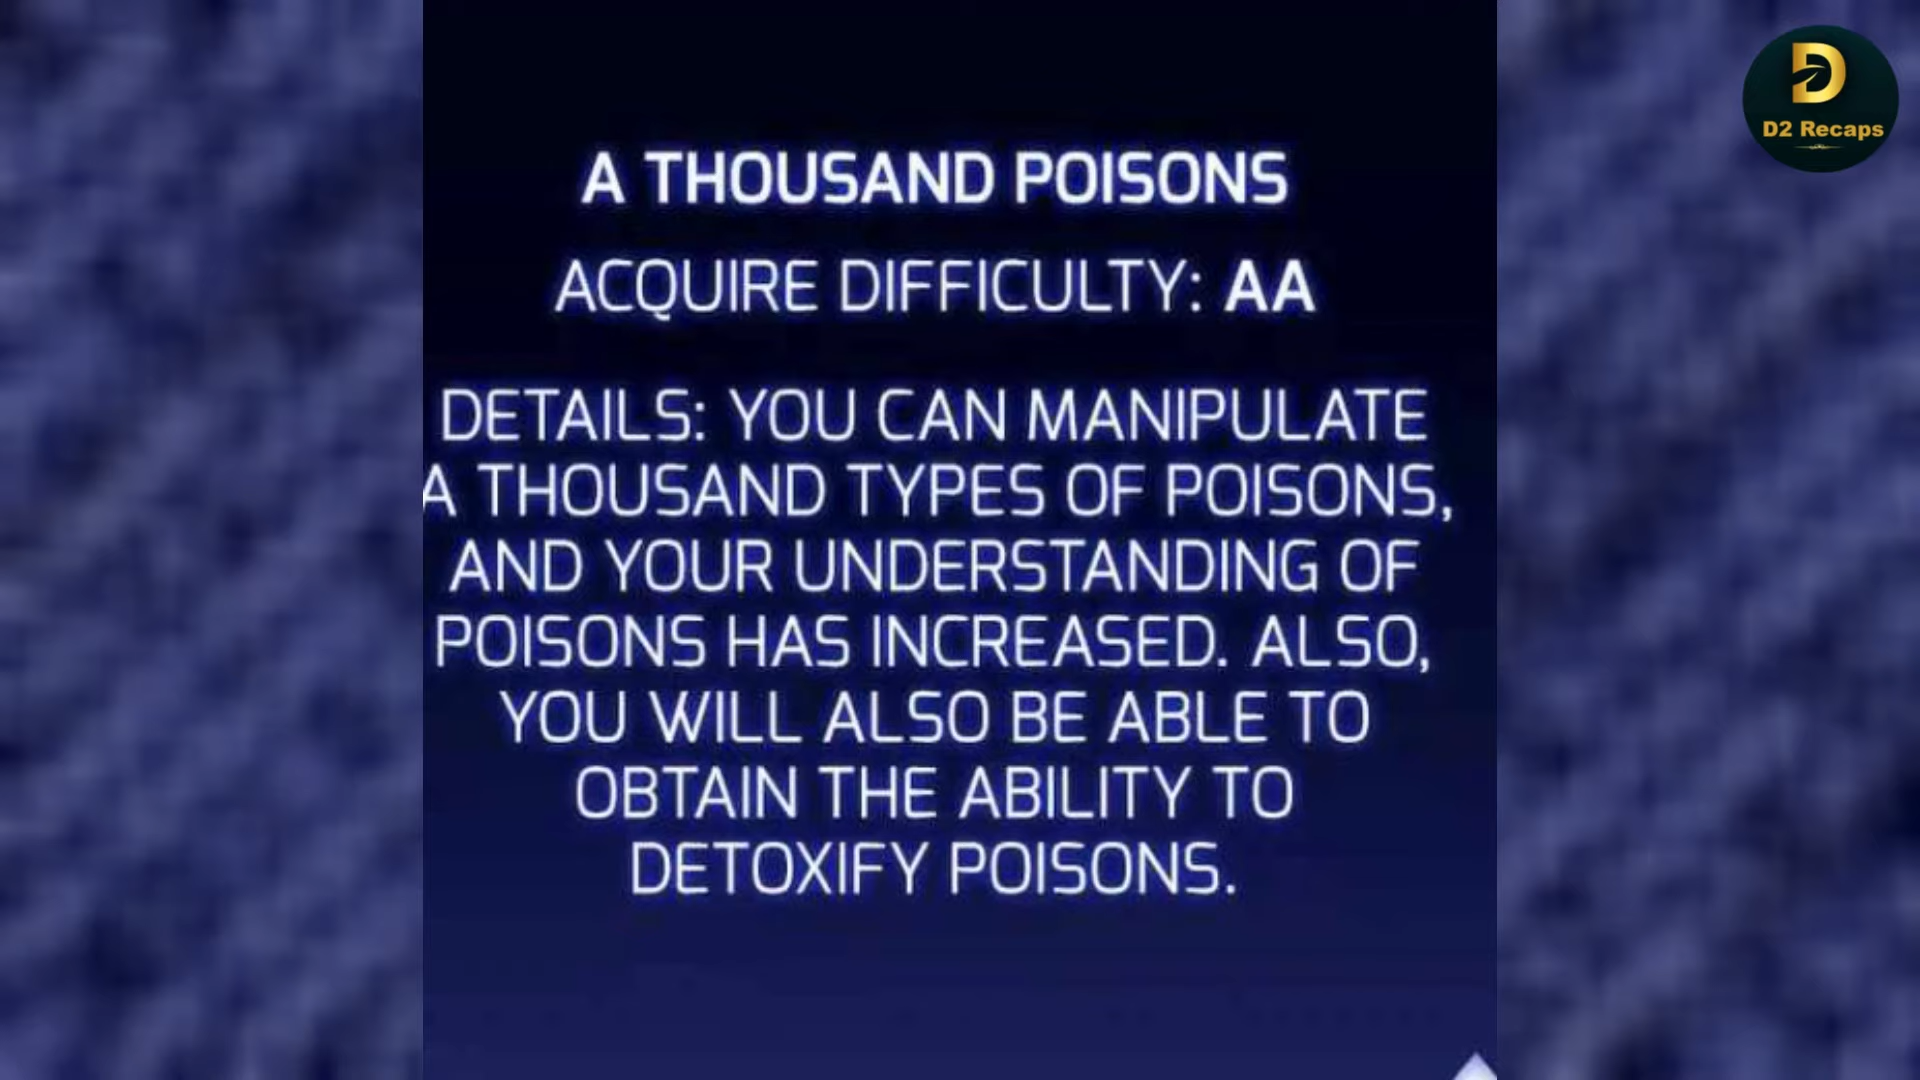 A THOUSAND POISONS
ACQUIRE DIFFICULTY: AA
DETAILS: YOU CAN MANIPULATE
A THOUSAND TYPES OF POISONS,
AND YOUR UNDERSTANDING OF
POISONS HAS INCREASED. ALSO,
YOU WILL ALSO BE ABLE TO
OBTAIN THE ABILITY TO
DETOXIFY POISONS.
D2 Recaps